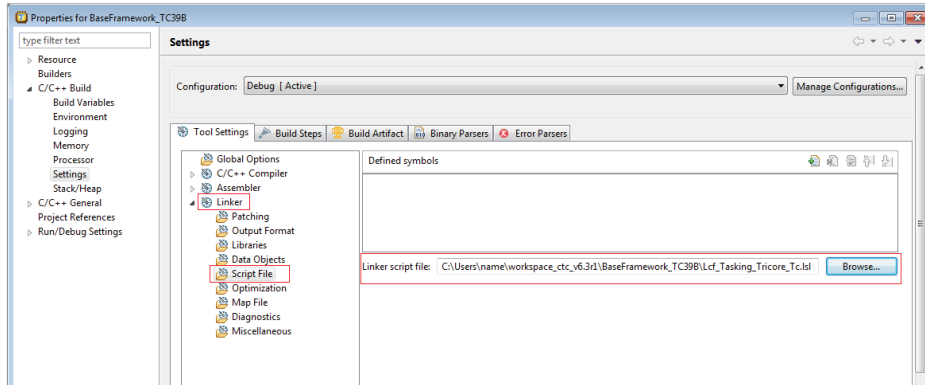 Properties for BaseFramework_TC39B
type filter text
Settings
Resource
Builders
C/C++ Build
Build Variables
Environment
Logging
Memory
Processor
Settings
Stack/Heap
C/C++ General
Project References
Run/Debug Settings
Configuration: Debug [ Active ] Manage Configurations...
Tool Settings Build Steps Build Artifact Binary Parsers Error Parsers
Global Options
C/C++ Compiler
Assembler
Linker
Patching
Output Format
Libraries
Data Objects
Script File
Optimization
Map File
Diagnostics
Miscellaneous
Defined symbols
Linker script file: C:\Users\name\workspace_ctc_v6.3r1\BaseFramework_TC39B\Lcf_Tasking_Tricore_Tc.lsl Browse...